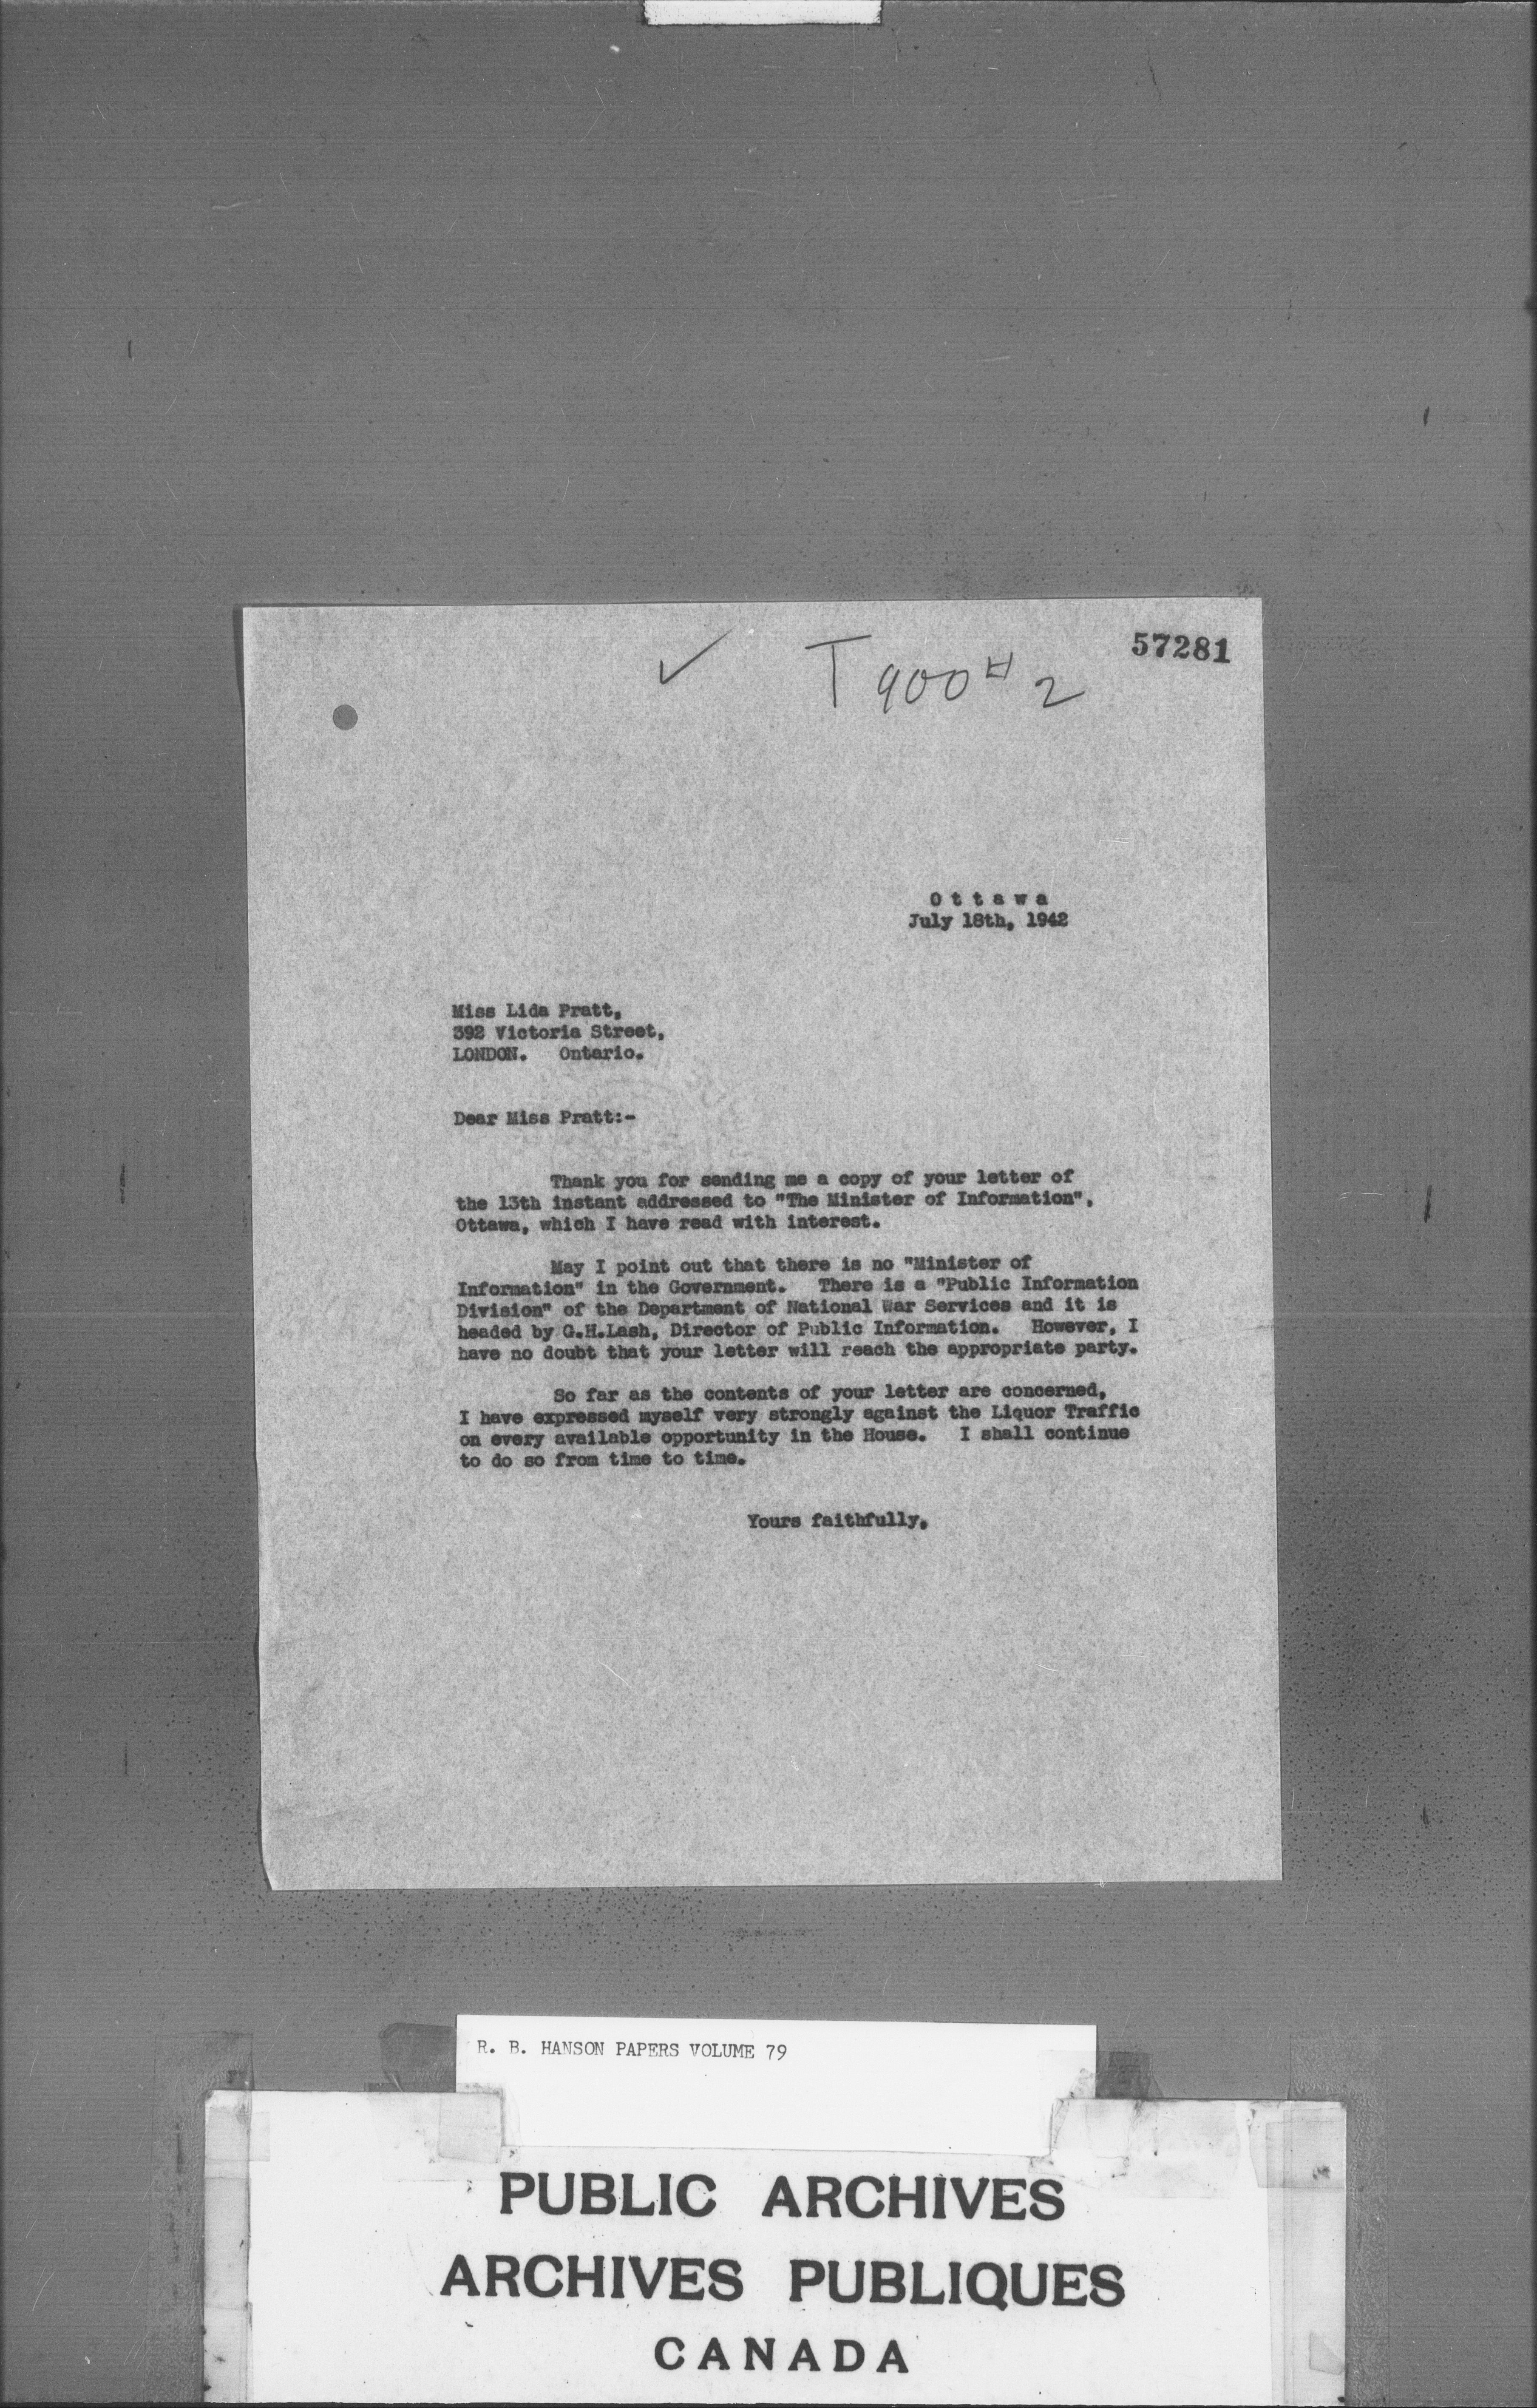 57281
✓ T 900 H 2
O t t a w a
July 18th, 1942
Miss Lida Pratt,
392 Victoria Street,
LONDON. Ontario.
Dear Miss Pratt:-
Thank you for sending me a copy of your letter of
the 13th instant addressed to "The Minister of Information",
Ottawa, which I have read with interest.
May I point out that there is no "Minister of
Information" in the Government. There is a "Public Information
Division" of the Department of National War Services and it is
headed by G.H.Lash, Director of Public Information. However, I
have no doubt that your letter will reach the appropriate party.
So far as the contents of your letter are concerned,
I have expressed myself very strongly against the Liquor Traffic
on every available opportunity in the House. I shall continue
to do so from time to time.
Yours faithfully,
R. B. HANSON PAPERS VOLUME 79
PUBLIC ARCHIVES
ARCHIVES PUBLIQUES
CANADA